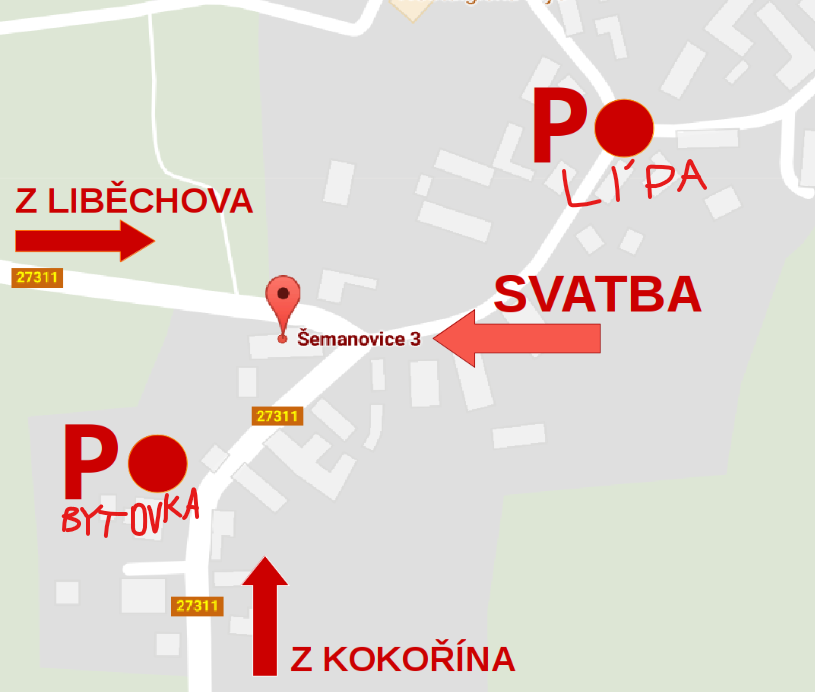 P
LÍPA
Z LIBĚCHOVA
27311
SVATBA
Šemanovice 3
27311
P
BYTOVKA
27311
Z KOKOŘÍNA